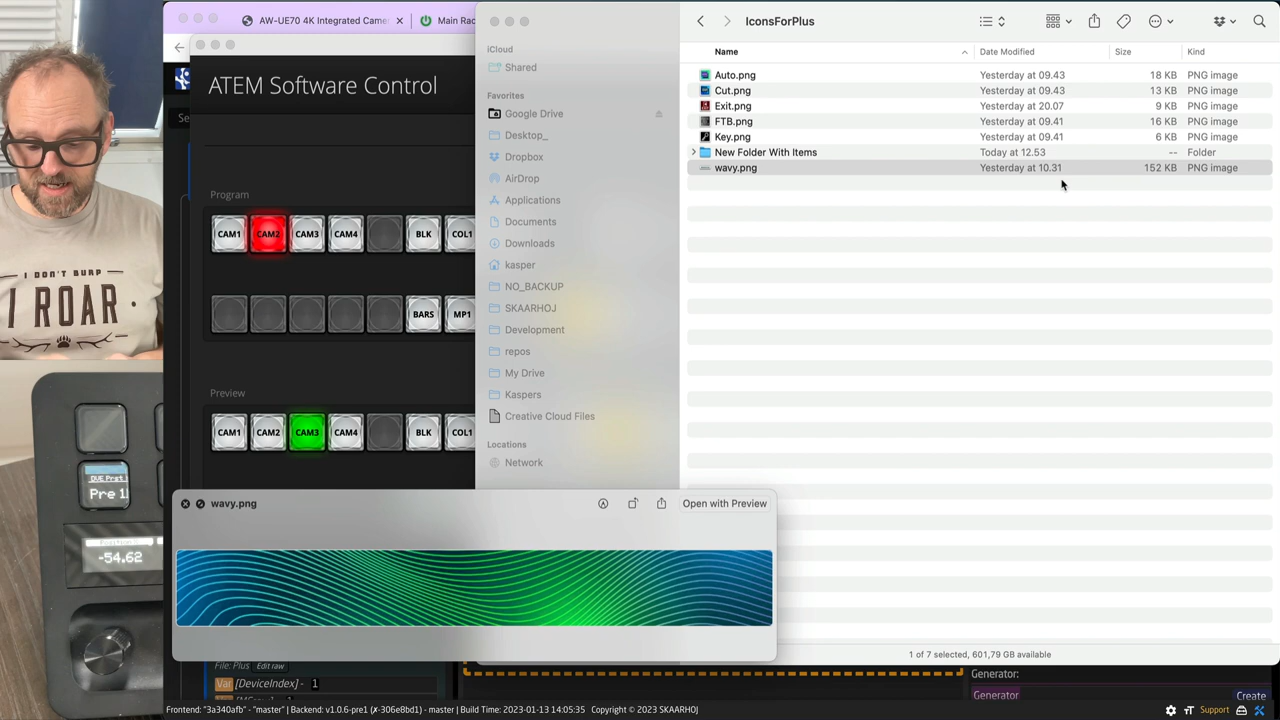 AW-UE70 4K Integrated Came
Main Rac
ATEM Software Control
Se
Program
CAM1 CAM2 CAM3 CAM4 BLK COL1
BARS MP1
Preview
CAM1 CAM2 CAM3 CAM4 BLK COL1
iCloud
Shared
Favorites
Google Drive
Desktop_
Dropbox
AirDrop
Applications
Documents
Downloads
kasper
NO_BACKUP
SKAARHOJ
Development
repos
My Drive
Kaspers
Creative Cloud Files
Locations
Network
IconsForPlus
Name Date Modified Size Kind
Auto.png Yesterday at 09.43 18 KB PNG image
Cut.png Yesterday at 09.43 13 KB PNG image
Exit.png Yesterday at 20.07 9 KB PNG image
FTB.png Yesterday at 09.41 16 KB PNG image
Key.png Yesterday at 09.41 6 KB PNG image
New Folder With Items Today at 12.53 -- Folder
wavy.png Yesterday at 10.31 152 KB PNG image
1 of 7 selected, 601,79 GB available
wavy.png Open with Preview
I DON'T BURP
I ROAR
Pre 1
-54.62
File: Plus Edit raw
Var [DeviceIndex] - 1
Generator:
Generator Create
Frontend: "3a340afb" - "master" | Backend: v1.0.6-pre1 (✗-306e8bd1) - master | Build Time: 2023-01-13 14:05:35 Copyright © 2023 SKAARHOJ
Support